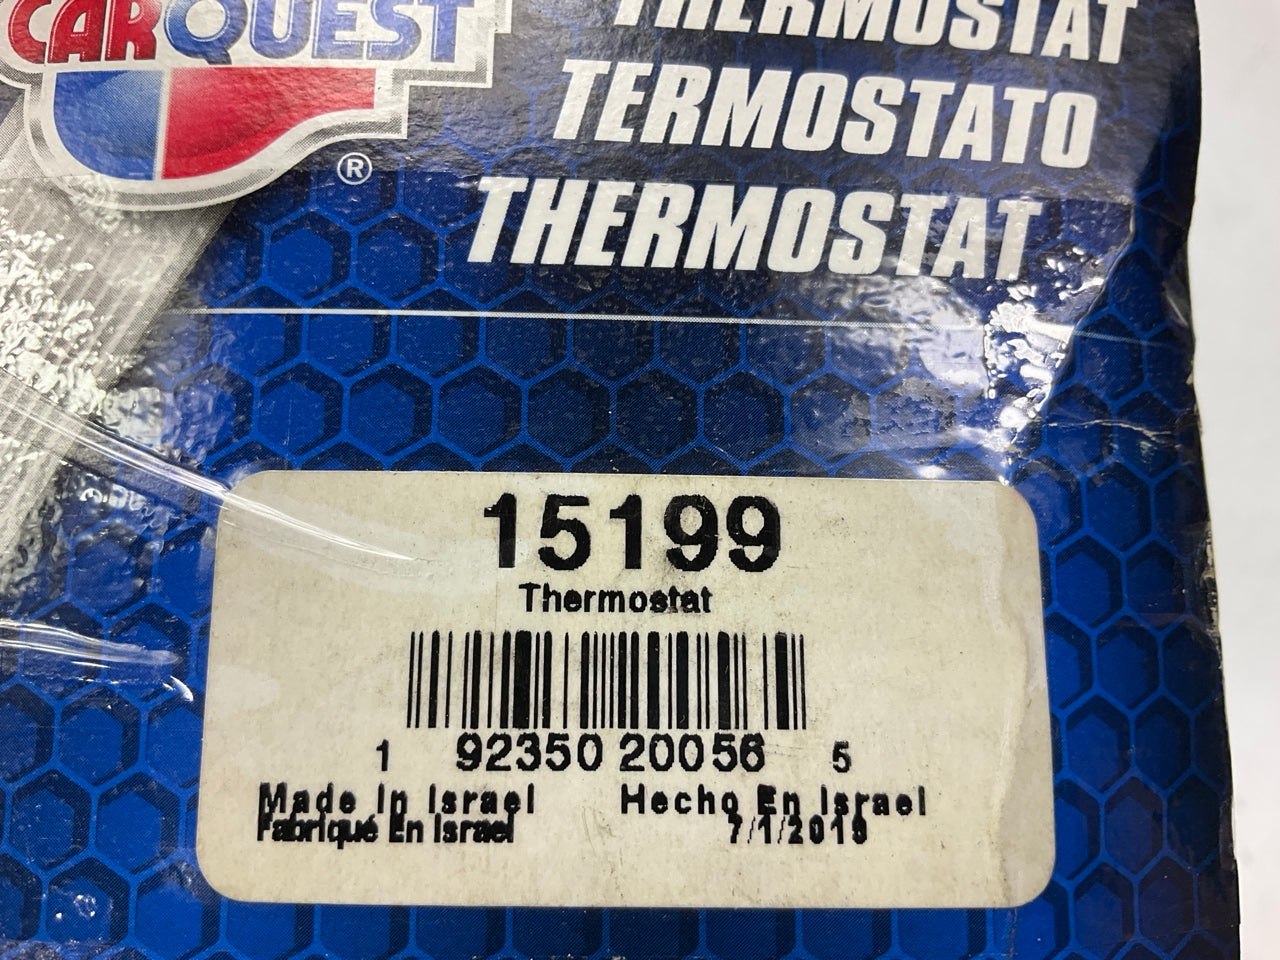 CARQUEST
®
THERMOSTAT
TERMOSTATO
THERMOSTAT
15199
Thermostat
1 92350 20056 5
Made In Israel Hecho En Israel
Fabriqué En Israel 7/1/2019